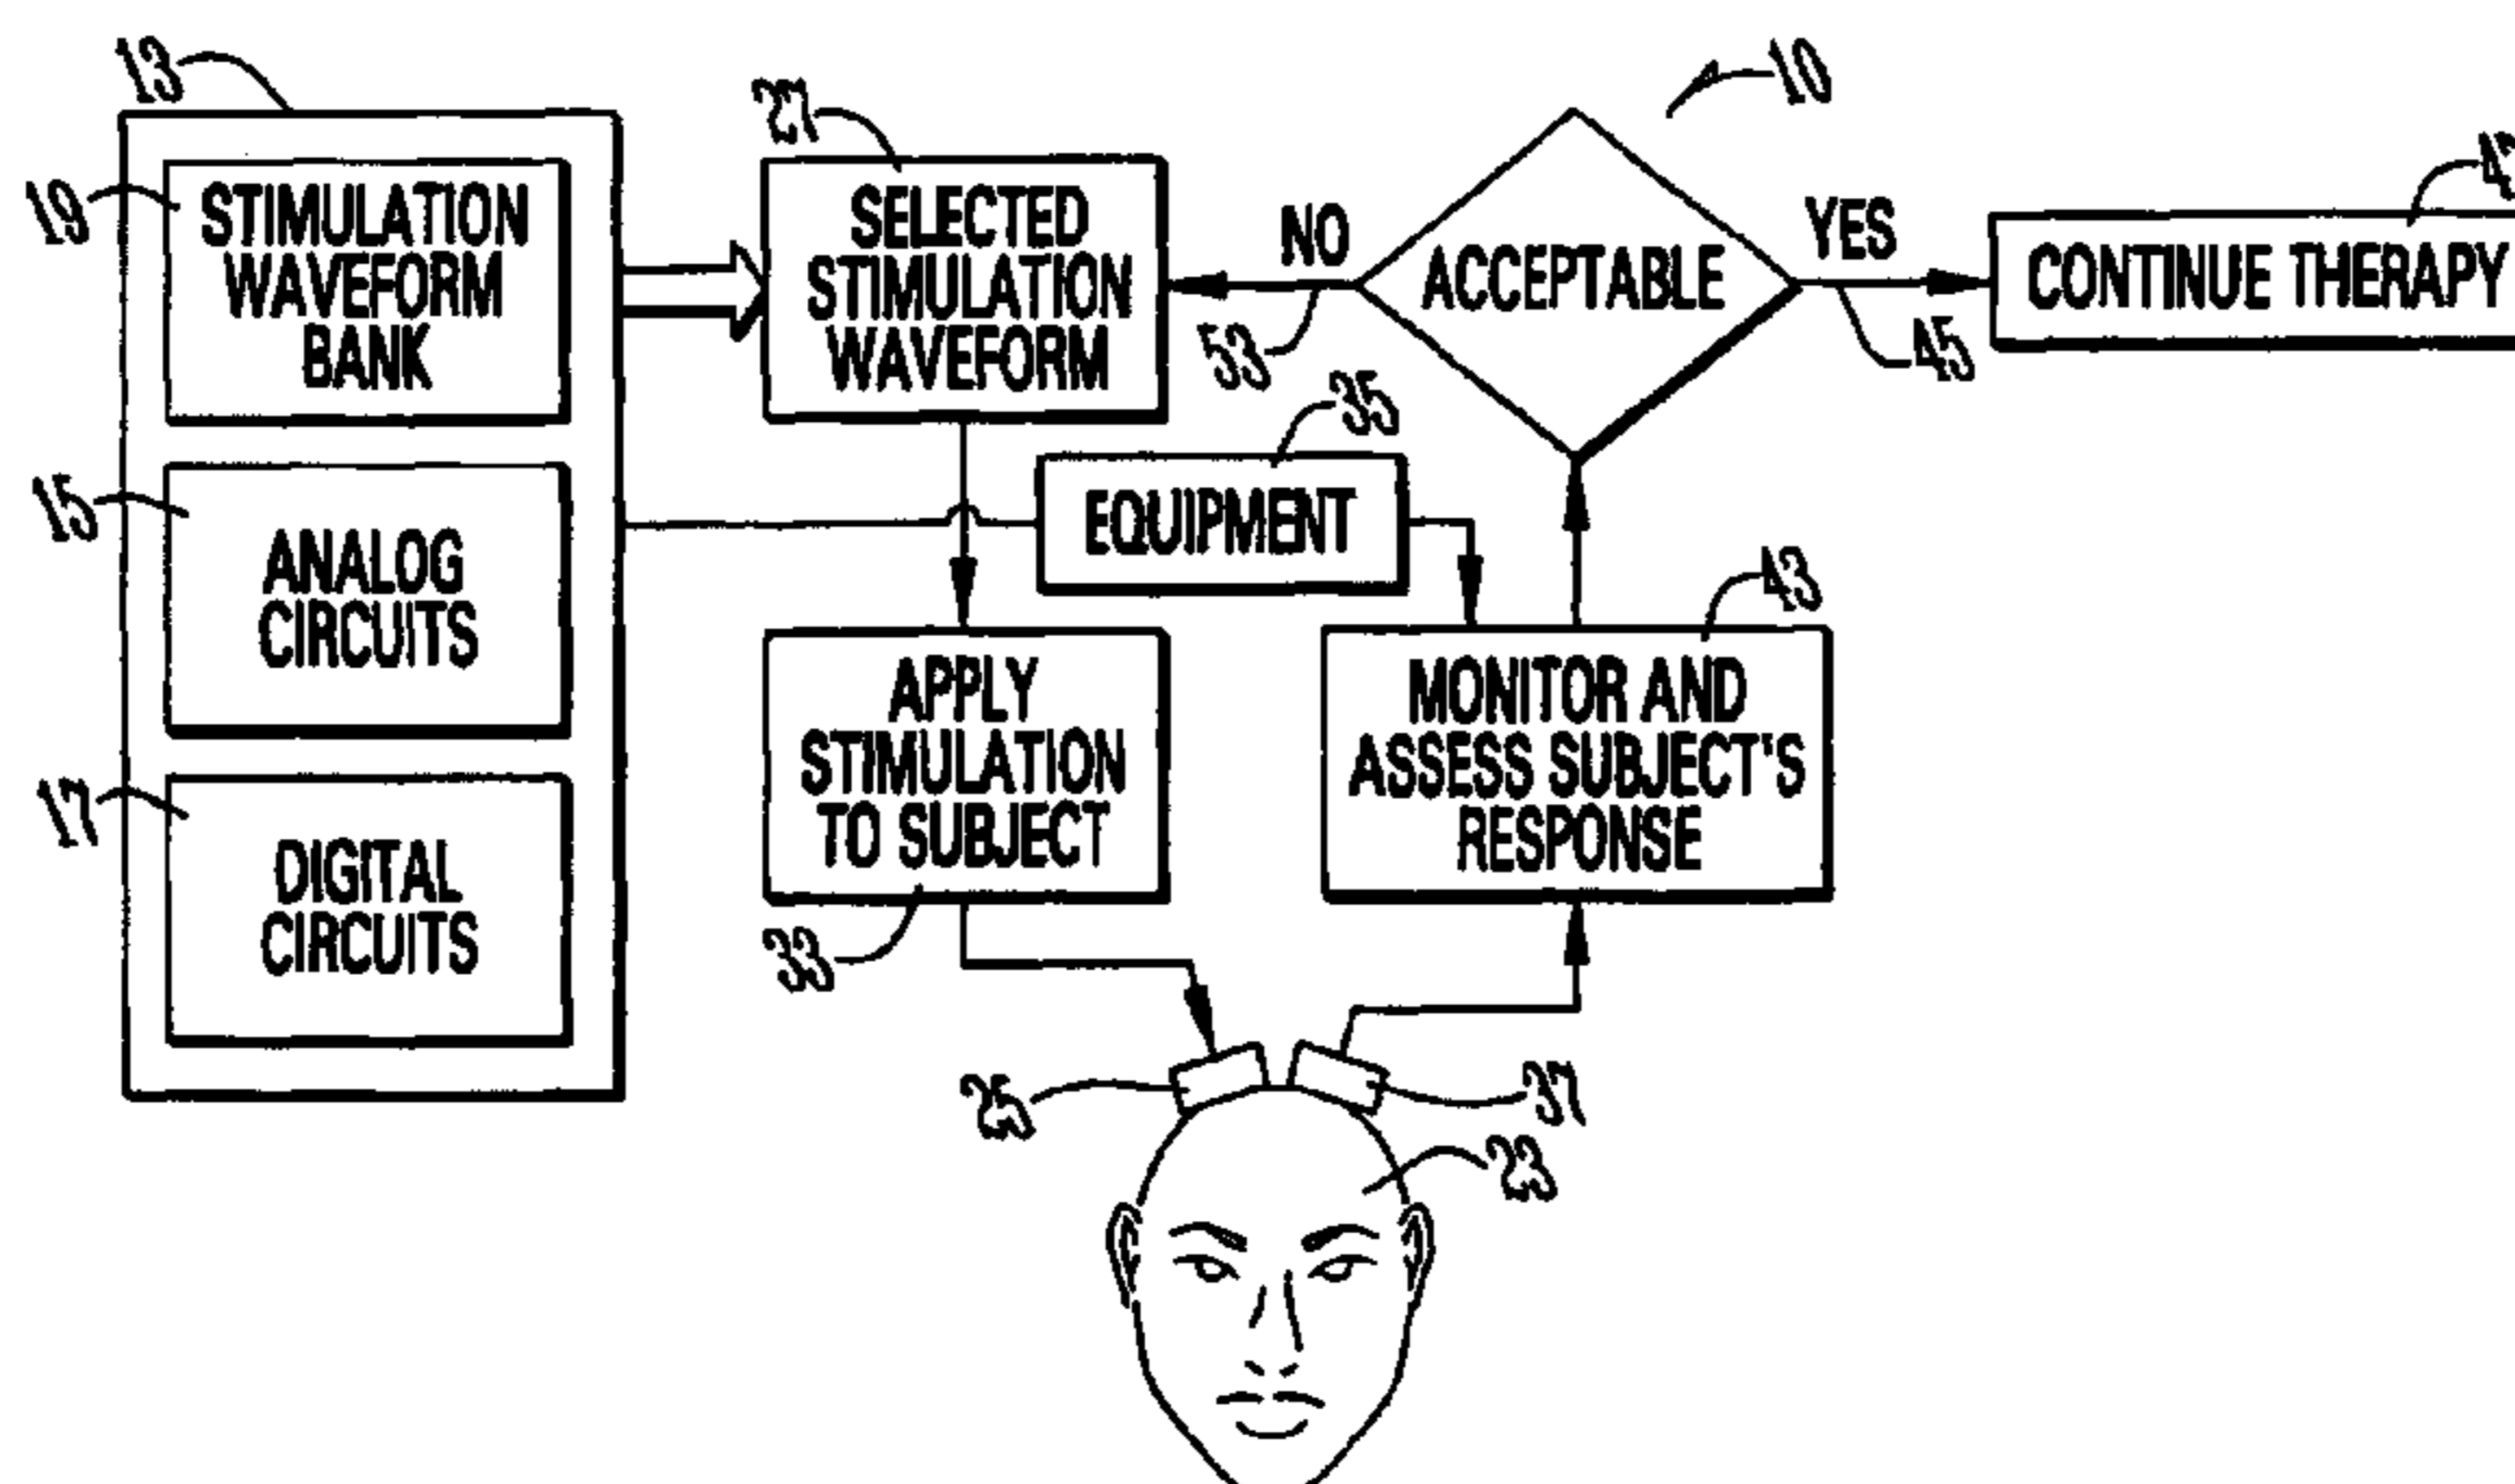 13
19
STIMULATION
WAVEFORM
BANK
15
ANALOG
CIRCUITS
17
DIGITAL
CIRCUITS
SELECTED
STIMULATION
WAVEFORM
NO
53
10
ACCEPTABLE
YES
45
CONTINUE THERAPY
35
EQUIPMENT
APPLY
STIMULATION
TO SUBJECT
33
43
MONITOR AND
ASSESS SUBJECT'S
RESPONSE
25
37
23